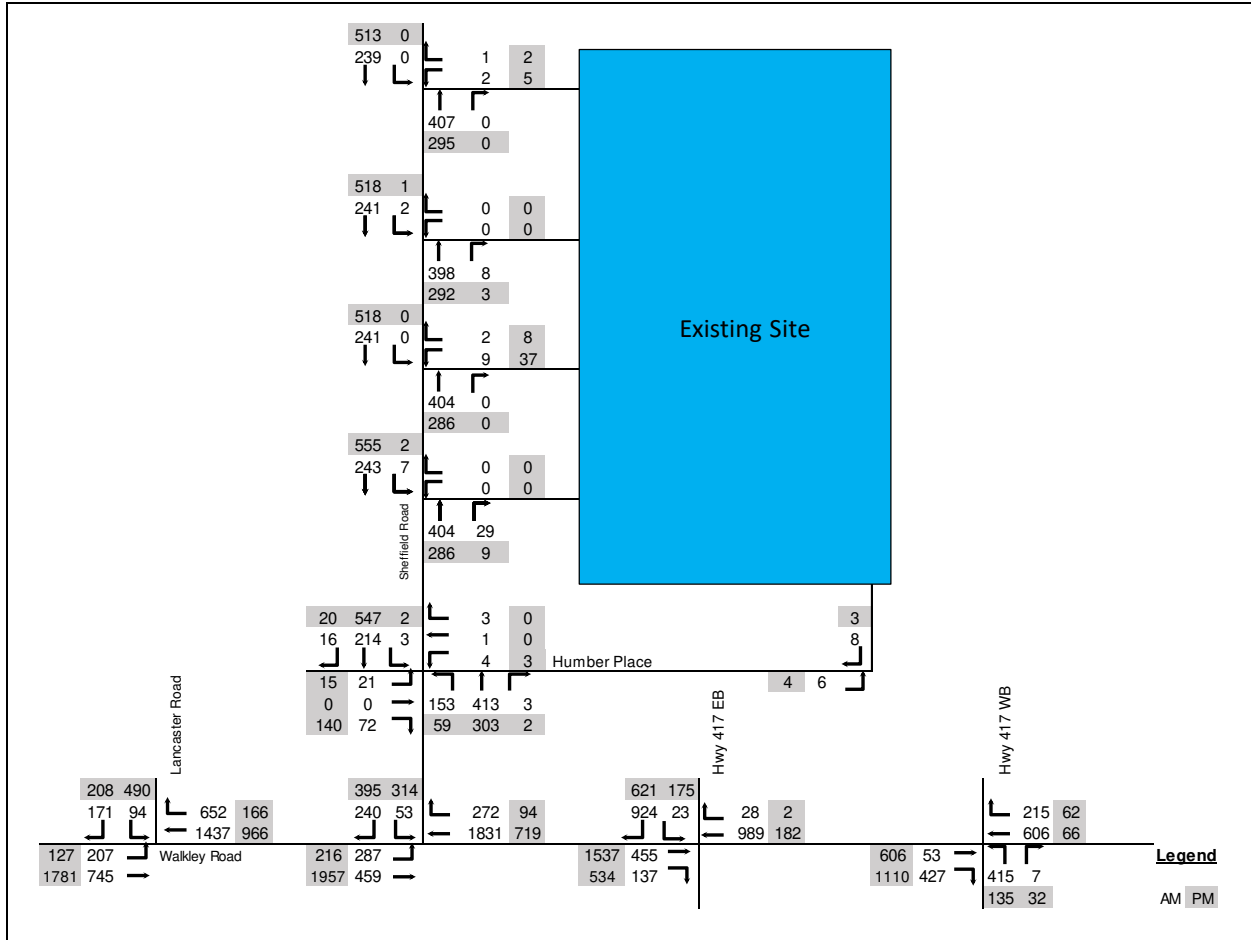 513 0
239 0 1 2
2 5
407 0
295 0
518 1
241 2 0 0
0 0
398 8
292 3
518 0
241 0 2 8
9 37
Existing Site
404 0
286 0
555 2
243 7 0 0
0 0
404 29
286 9
Sheffield Road
20 547 2 3 0
16 214 3 1 0
4 3 Humber Place
3
8
4 6
15 21
0 0 153 413 3
140 72 59 303 2
Lancaster Road
Hwy 417 EB
Hwy 417 WB
208 490
171 94 652 166
1437 966
395 314
240 53 272 94
1831 719
621 175
924 23 28 2
989 182
215 62
606 66
127 207 Walkley Road
1781 745
216 287
1957 459
1537 455
534 137
606 53
1110 427 415 7
135 32
Legend
AM PM